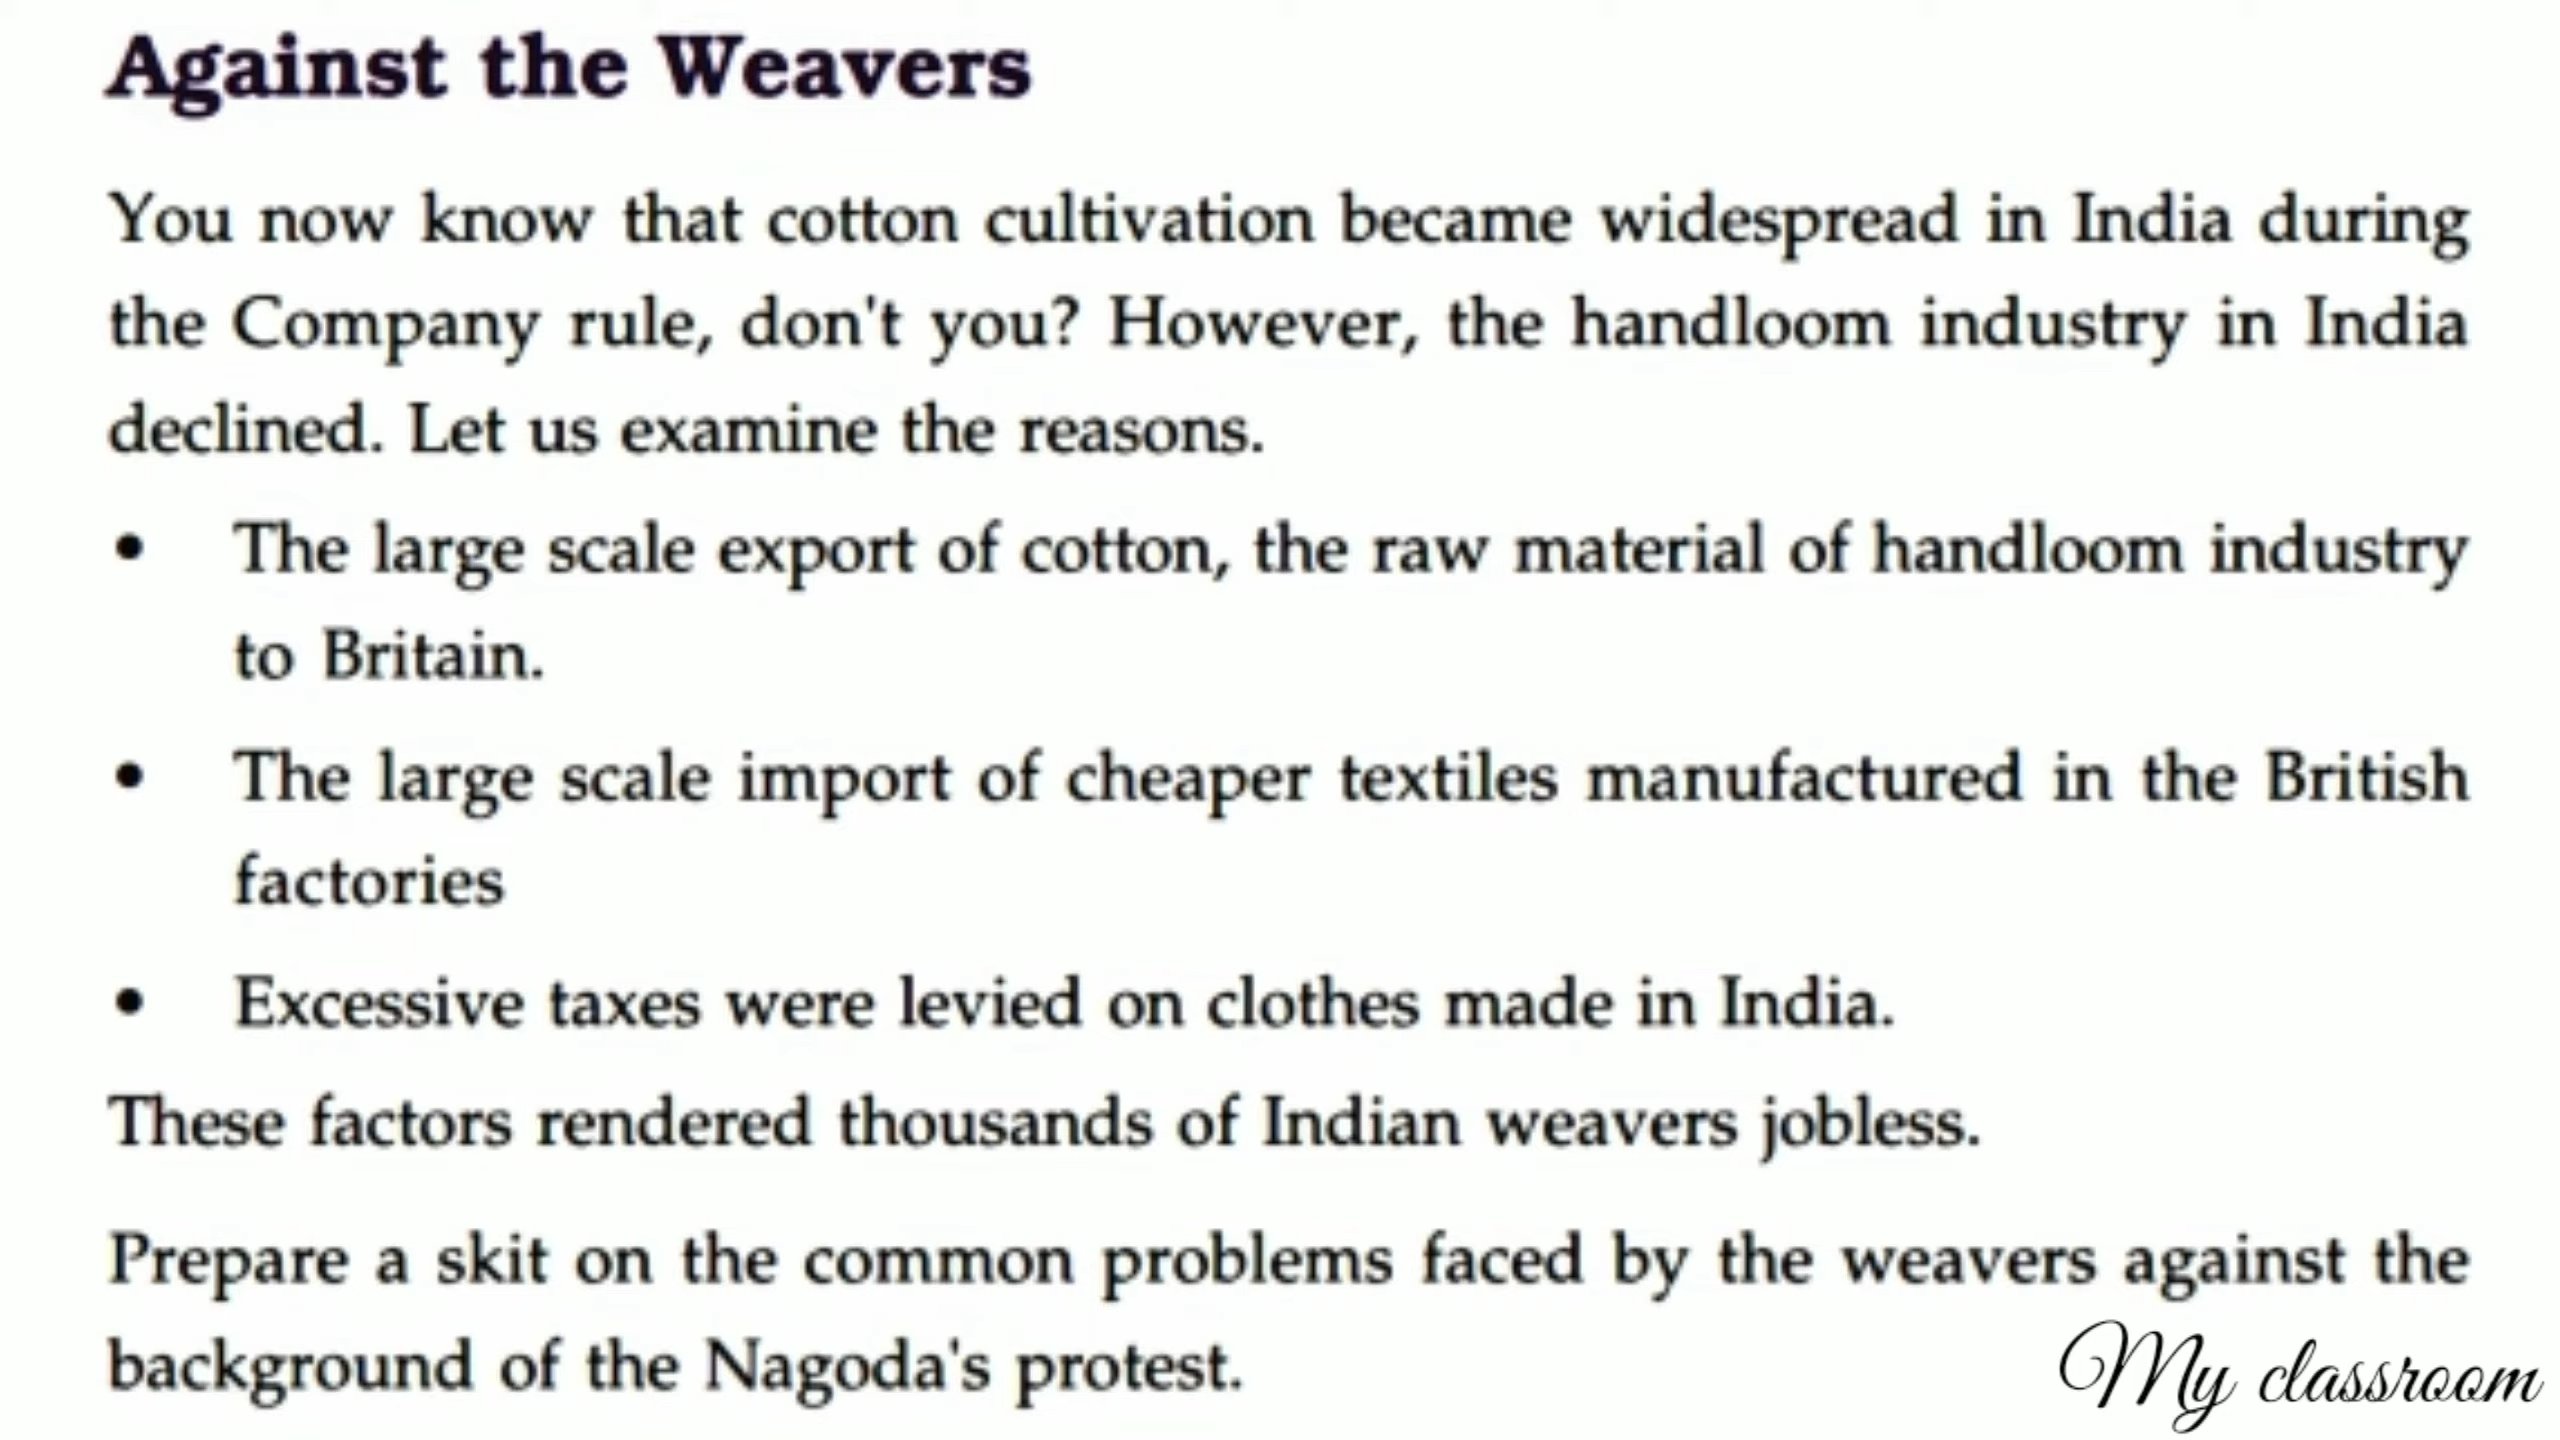 Against the Weavers
You now know that cotton cultivation became widespread in India during
the Company rule, don't you? However, the handloom industry in India
declined. Let us examine the reasons.
• The large scale export of cotton, the raw material of handloom industry
to Britain.
• The large scale import of cheaper textiles manufactured in the British
factories
• Excessive taxes were levied on clothes made in India.
These factors rendered thousands of Indian weavers jobless.
Prepare a skit on the common problems faced by the weavers against the
background of the Nagoda's protest.
My classroom